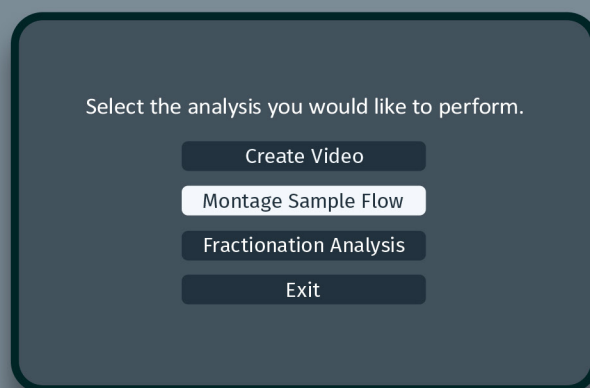 Select the analysis you would like to perform.
Create Video
Montage Sample Flow
Fractionation Analysis
Exit